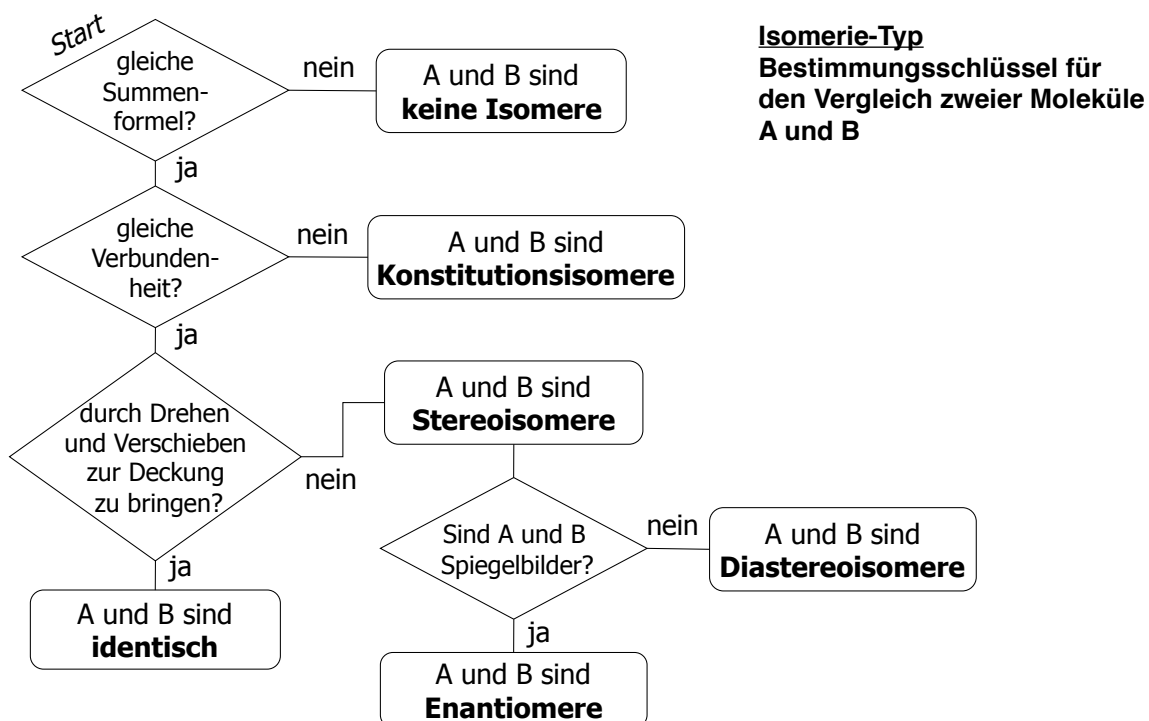 Start
Isomerie-Typ
Bestimmungsschlüssel für
den Vergleich zweier Moleküle
A und B
gleiche
Summen-
formel?
nein
A und B sind
keine Isomere
ja
gleiche
Verbunden-
heit?
nein
A und B sind
Konstitutionsisomere
ja
durch Drehen
und Verschieben
zur Deckung
zu bringen?
nein
A und B sind
Stereoisomere
Sind A und B
Spiegelbilder?
nein
A und B sind
Diastereoisomere
ja
A und B sind
identisch
ja
A und B sind
Enantiomere